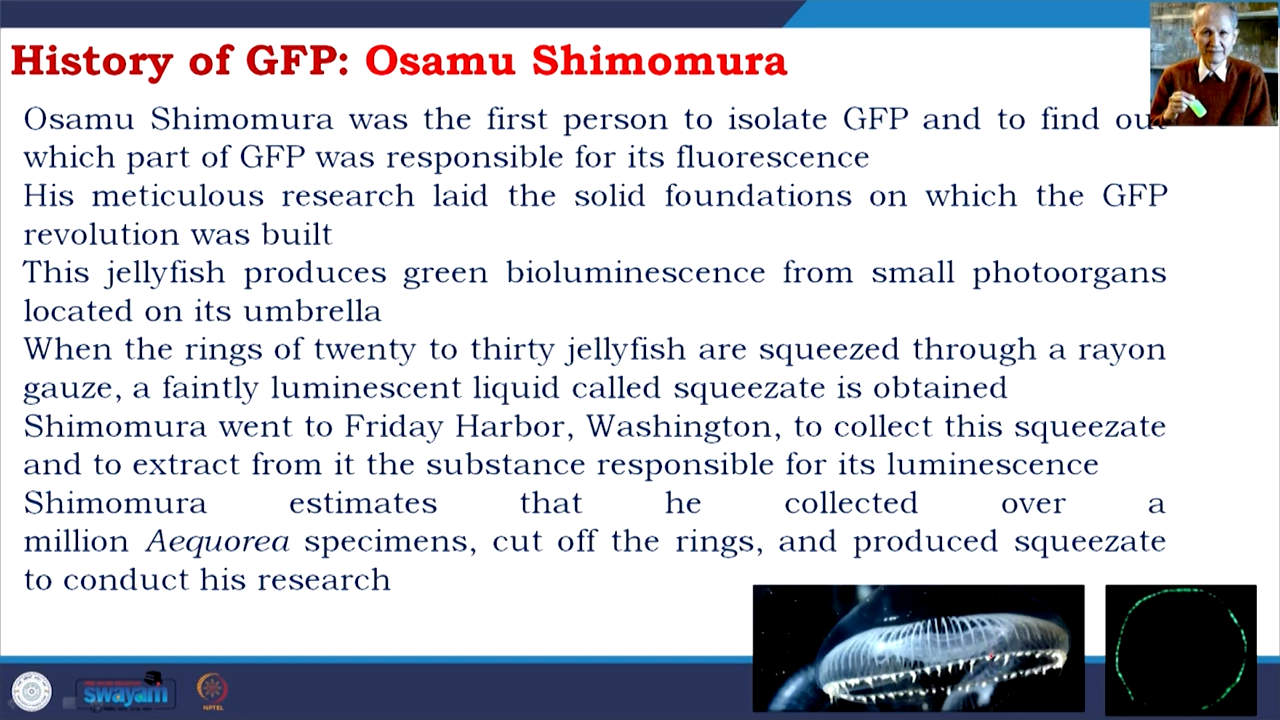 History of GFP: Osamu Shimomura
Osamu Shimomura was the first person to isolate GFP and to find out
which part of GFP was responsible for its fluorescence
His meticulous research laid the solid foundations on which the GFP
revolution was built
This jellyfish produces green bioluminescence from small photoorgans
located on its umbrella
When the rings of twenty to thirty jellyfish are squeezed through a rayon
gauze, a faintly luminescent liquid called squeezate is obtained
Shimomura went to Friday Harbor, Washington, to collect this squeezate
and to extract from it the substance responsible for its luminescence
Shimomura estimates that he collected over a
million Aequorea specimens, cut off the rings, and produced squeezate
to conduct his research
swayam
NPTEL